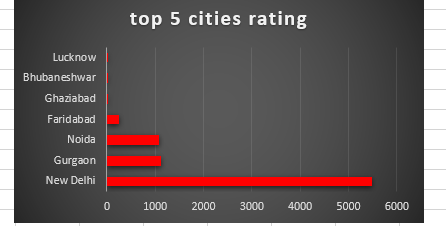 top 5 cities rating
Lucknow
Bhubaneshwar
Ghaziabad
Faridabad
Noida
Gurgaon
New Delhi
0 1000 2000 3000 4000 5000 6000